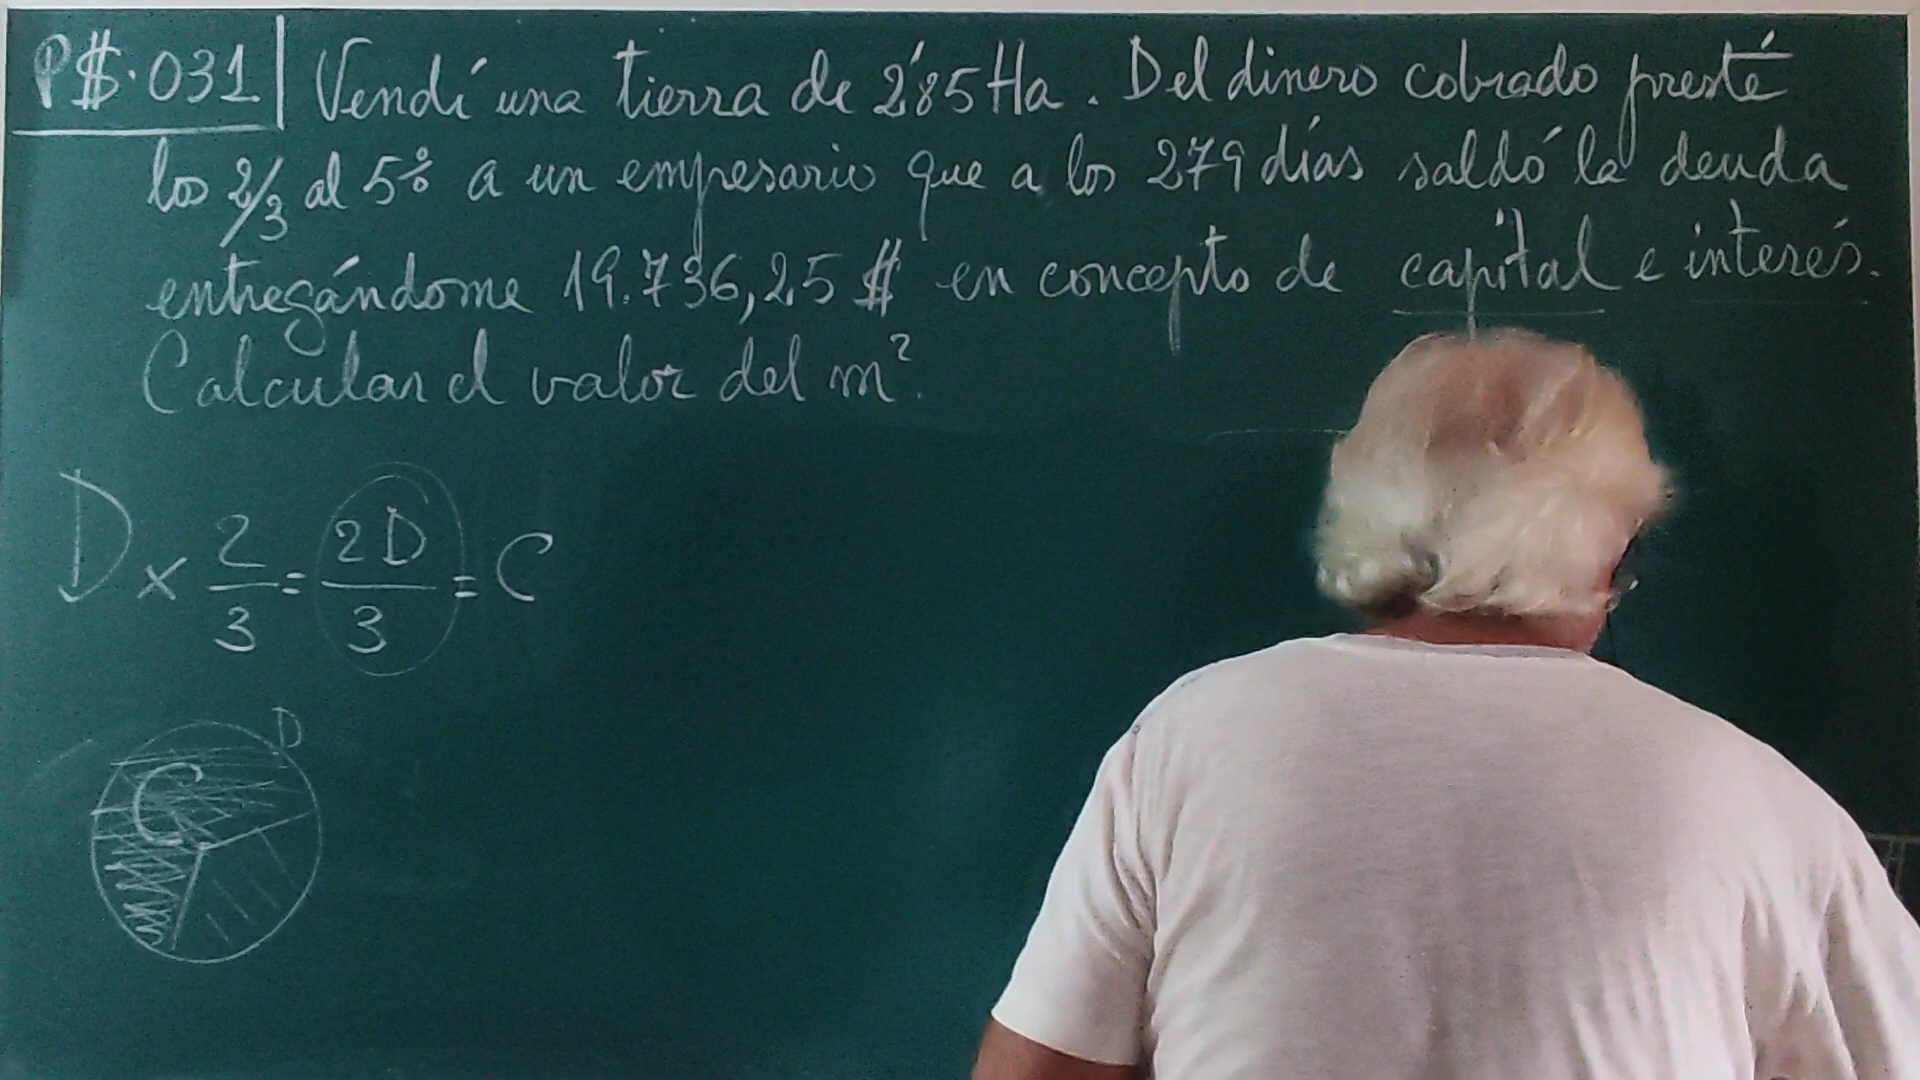 P$.031 Vendí una tierra de 2'85 Ha. Del dinero cobrado presté
los 2/3 al 5% a un empresario que a los 279 días saldó la deuda
entregándome 19.736,25 $ en concepto de capital e interés.
Calcular el valor del m².
D x 2/3 = 2D/3 = C
D
C